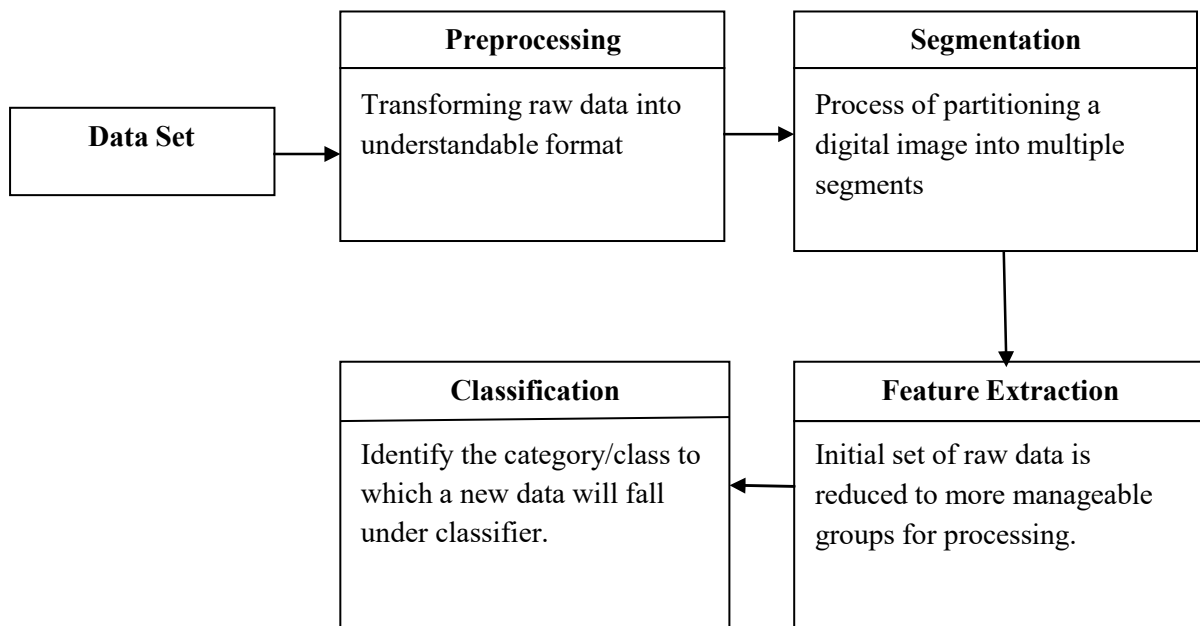 Data Set
Preprocessing
Transforming raw data into
understandable format
Segmentation
Process of partitioning a
digital image into multiple
segments
Feature Extraction
Initial set of raw data is
reduced to more manageable
groups for processing.
Classification
Identify the category/class to
which a new data will fall
under classifier.